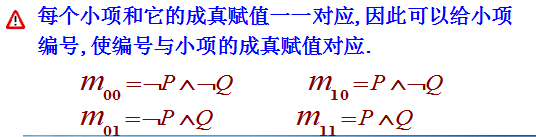 每个小项和它的成真赋值一一对应,因此可以给小项
编号,使编号与小项的成真赋值对应.
m₀₀=¬P∧¬Q m₁₀=P∧¬Q
m₀₁=¬P∧Q m₁₁=P∧Q